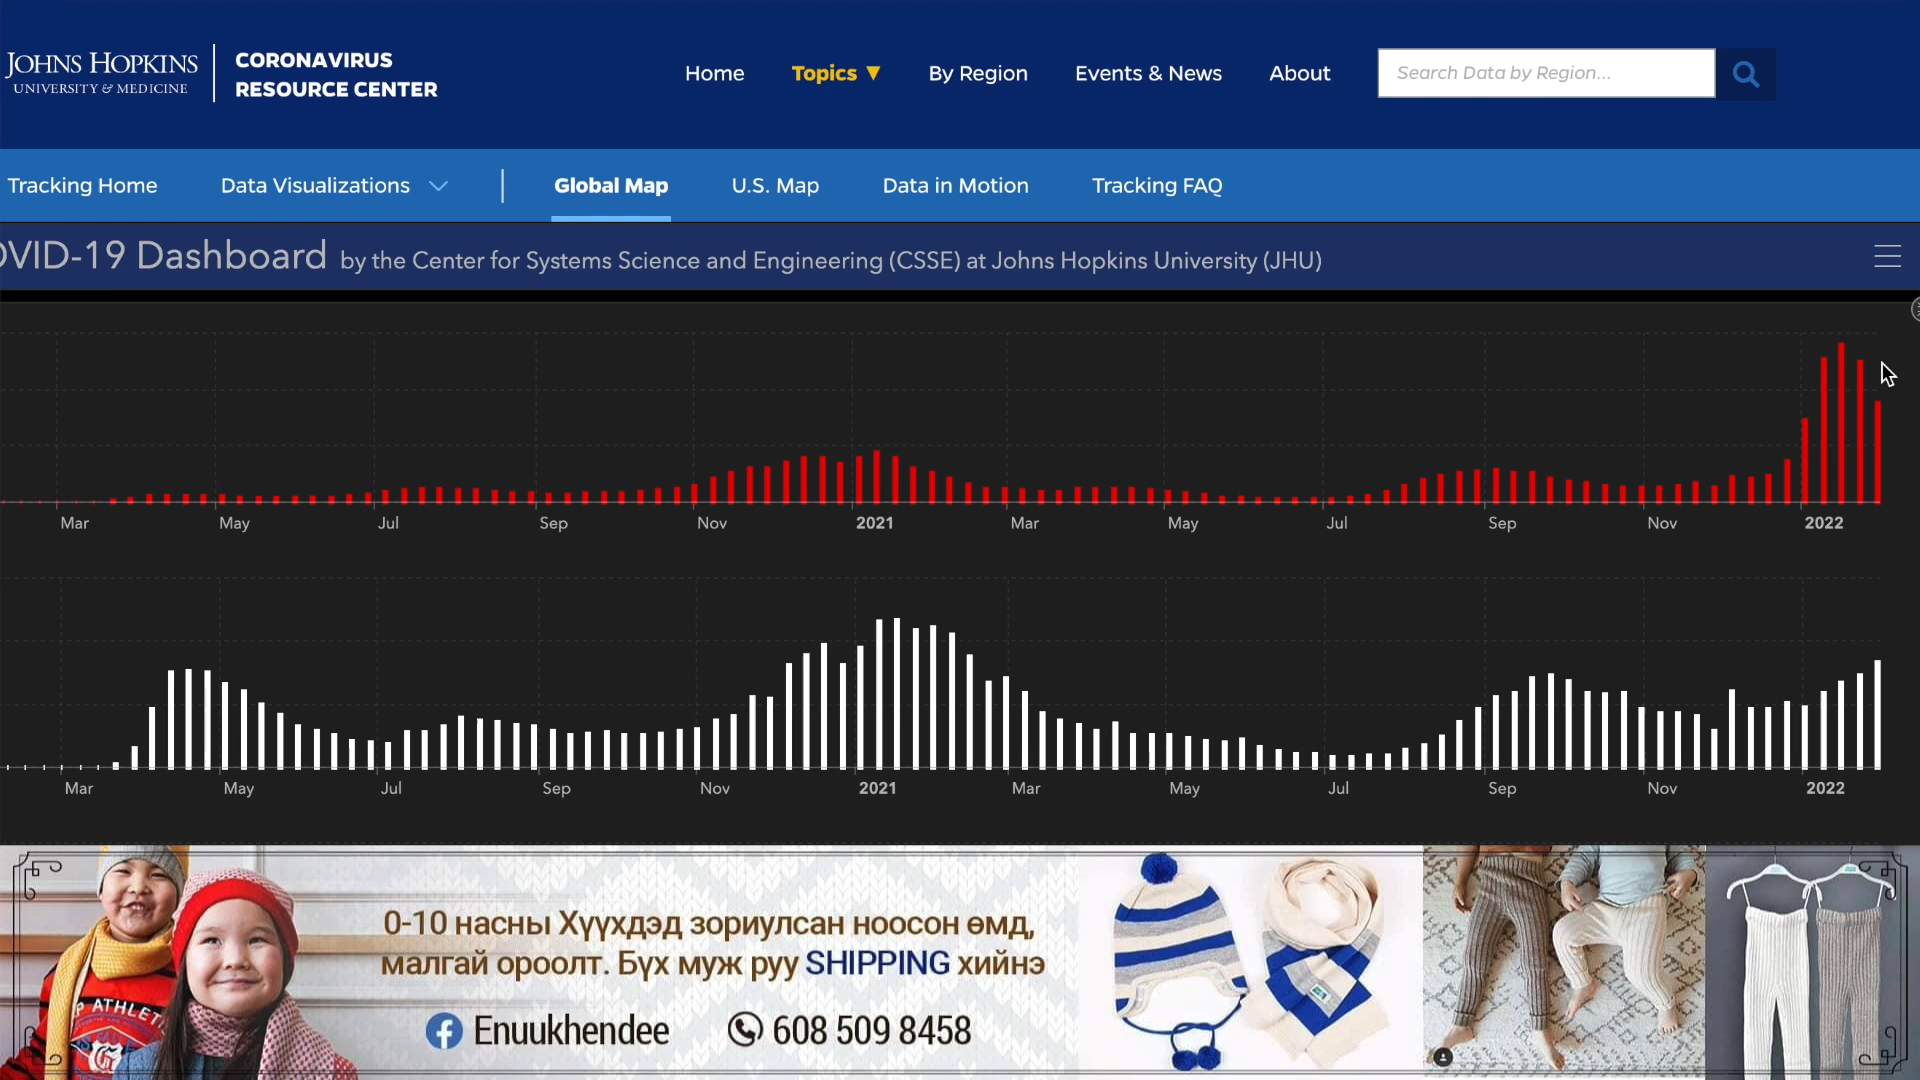 JOHNS HOPKINS
UNIVERSITY & MEDICINE
CORONAVIRUS
RESOURCE CENTER
Home
Topics ▼
By Region
Events & News
About
Search Data by Region...
Tracking Home
Data Visualizations
Global Map
U.S. Map
Data in Motion
Tracking FAQ
OVID-19 Dashboard by the Center for Systems Science and Engineering (CSSE) at Johns Hopkins University (JHU)
Mar May Jul Sep Nov 2021 Mar May Jul Sep Nov 2022
Mar May Jul Sep Nov 2021 Mar May Jul Sep Nov 2022
0-10 насны Хүүхдэд зориулсан ноосон өмд,
малгай ороолт. Бүх муж руу SHIPPING хийнэ
Enuukhendee
608 509 8458